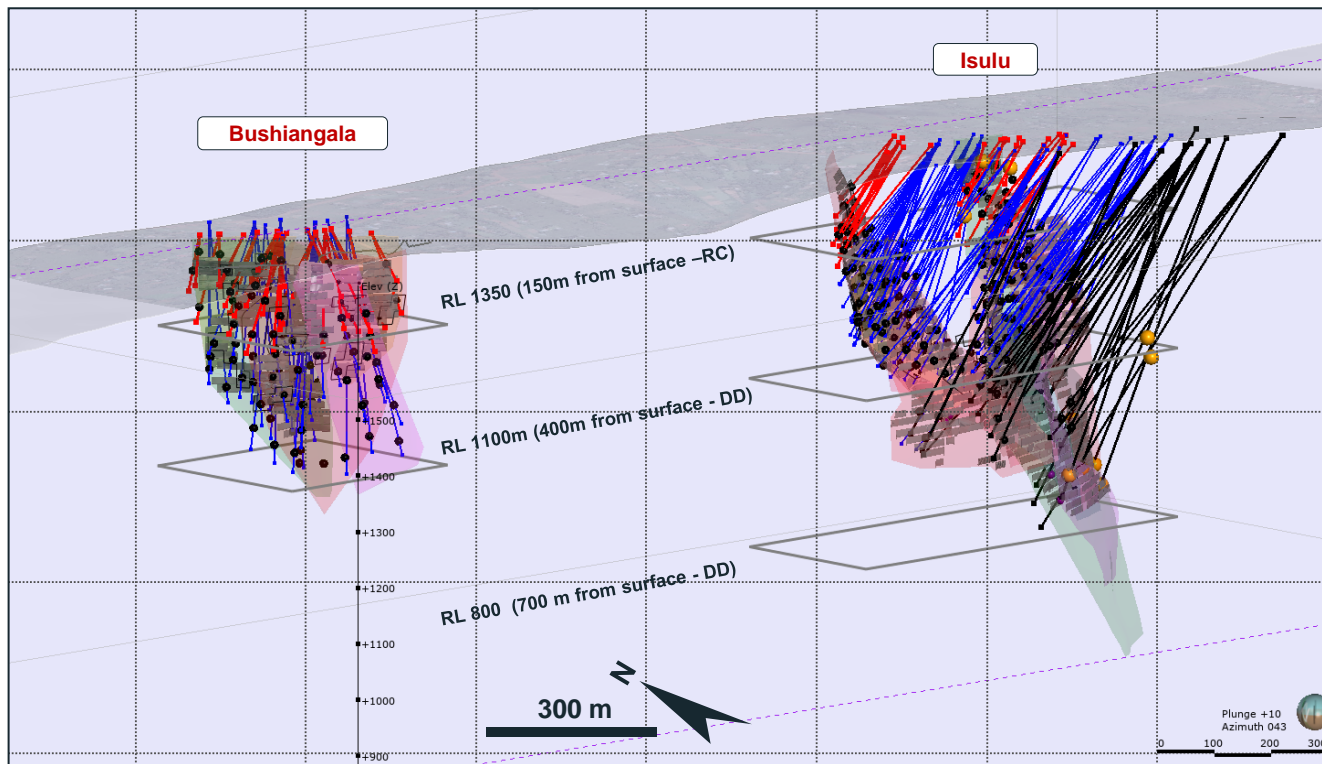 Isulu
Bushiangala
RL 1350 (150m from surface –RC)
Elev (Z)
RL 1100m (400m from surface - DD)
+1500
+1400
+1300
RL 800 (700 m from surface - DD)
+1200
+1100
N
+1000
300 m
Plunge +10
Azimuth 043
+900
0 100 200 300